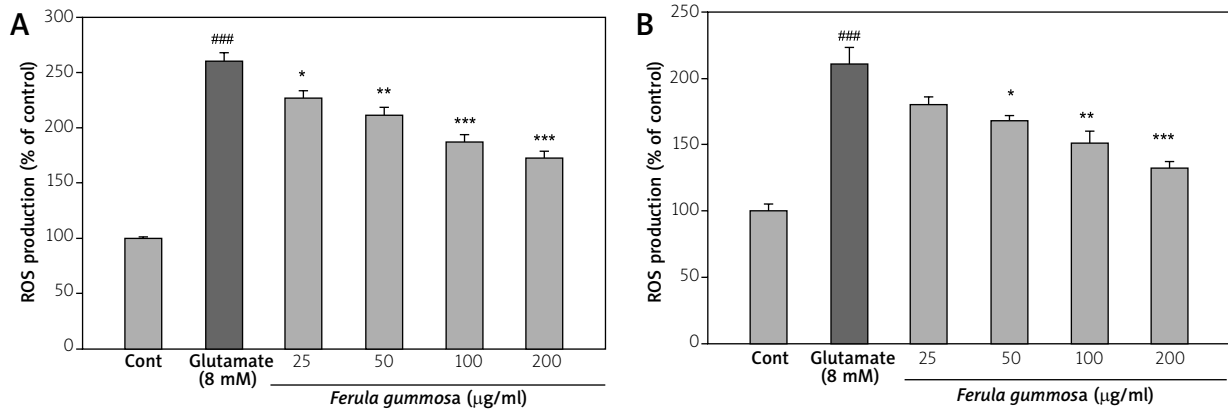 A
ROS production (% of control)
300
250
200
150
100
50
0
###
*
**
***
***
Cont
Glutamate
(8 mM)
25
50
100
200
Ferula gummosa (μg/ml)
B
ROS production (% of control)
250
200
150
100
50
0
###
*
**
***
Cont
Glutamate
(8 mM)
25
50
100
200
Ferula gummosa (μg/ml)